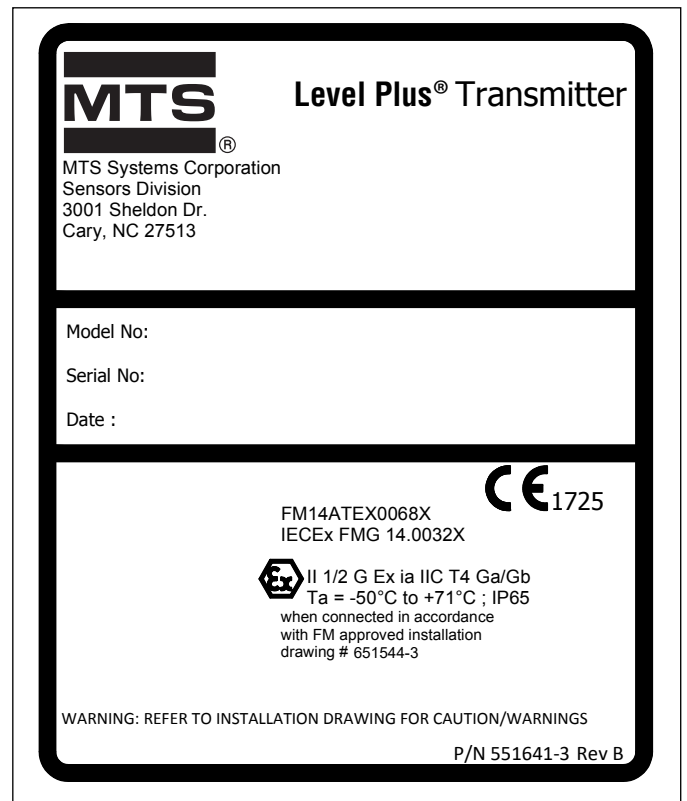 MTS
®
Level Plus® Transmitter
MTS Systems Corporation
Sensors Division
3001 Sheldon Dr.
Cary, NC 27513
Model No:
Serial No:
Date :
CE 1725
FM14ATEX0068X
IECEx FMG 14.0032X
Ex II 1/2 G Ex ia IIC T4 Ga/Gb
Ta = -50°C to +71°C ; IP65
when connected in accordance
with FM approved installation
drawing # 651544-3
WARNING: REFER TO INSTALLATION DRAWING FOR CAUTION/WARNINGS
P/N 551641-3 Rev B